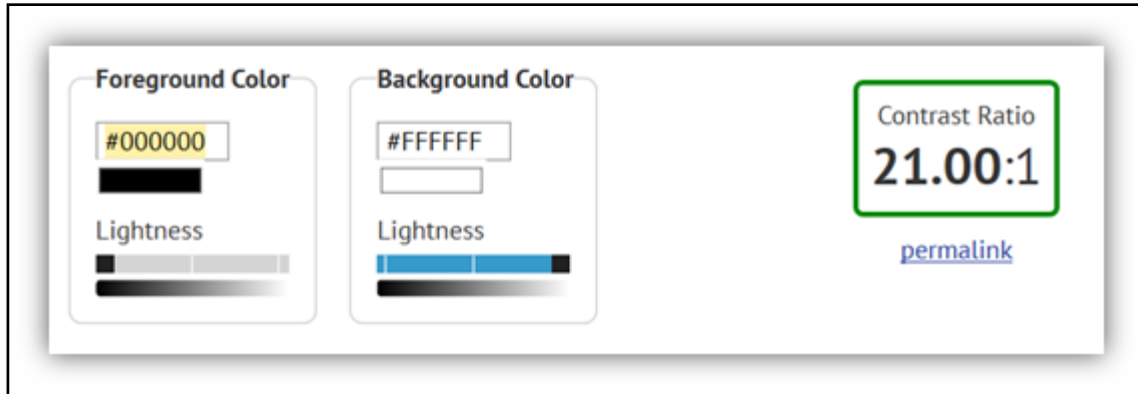 Foreground Color
#000000
Lightness
Background Color
#FFFFFF
Lightness
Contrast Ratio
21.00:1
permalink